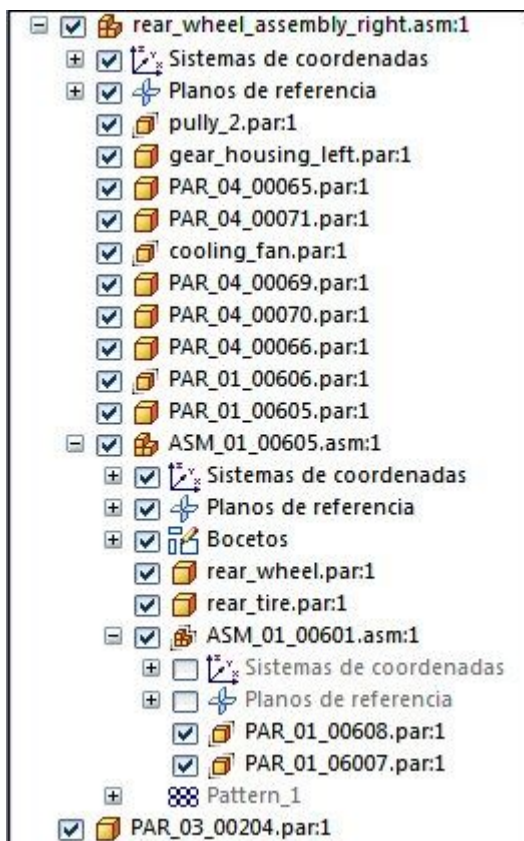 rear_wheel_assembly_right.asm:1
Sistemas de coordenadas
Planos de referencia
pully_2.par:1
gear_housing_left.par:1
PAR_04_00065.par:1
PAR_04_00071.par:1
cooling_fan.par:1
PAR_04_00069.par:1
PAR_04_00070.par:1
PAR_04_00066.par:1
PAR_01_00606.par:1
PAR_01_00605.par:1
ASM_01_00605.asm:1
Sistemas de coordenadas
Planos de referencia
Bocetos
rear_wheel.par:1
rear_tire.par:1
ASM_01_00601.asm:1
Sistemas de coordenadas
Planos de referencia
PAR_01_00608.par:1
PAR_01_06007.par:1
Pattern_1
PAR_03_00204.par:1